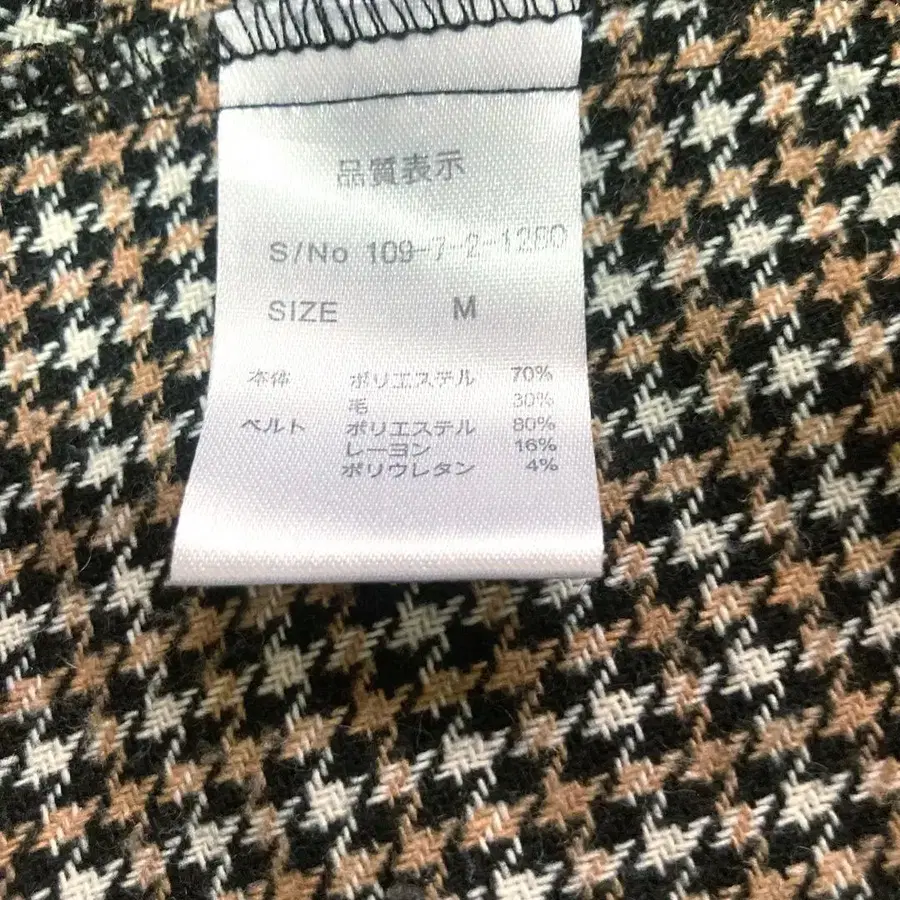 品質表示
S/No 109-7-2-1280
SIZE M
本体 ポリエステル 70%
毛 30%
ベルト ポリエステル 80%
レーヨン 16%
ポリウレタン 4%